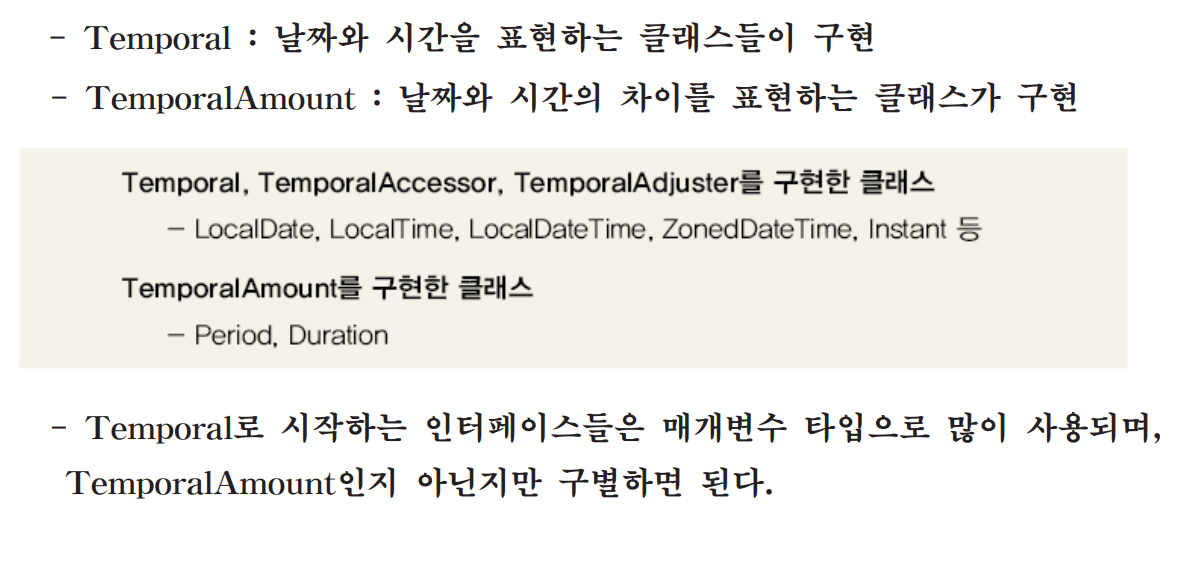 - Temporal : 날짜와 시간을 표현하는 클래스들이 구현
- TemporalAmount : 날짜와 시간의 차이를 표현하는 클래스가 구현
Temporal, TemporalAccessor, TemporalAdjuster를 구현한 클래스
– LocalDate, LocalTime, LocalDateTime, ZonedDateTime, Instant 등
TemporalAmount를 구현한 클래스
– Period, Duration
- Temporal로 시작하는 인터페이스들은 매개변수 타입으로 많이 사용되며,
TemporalAmount인지 아닌지만 구별하면 된다.